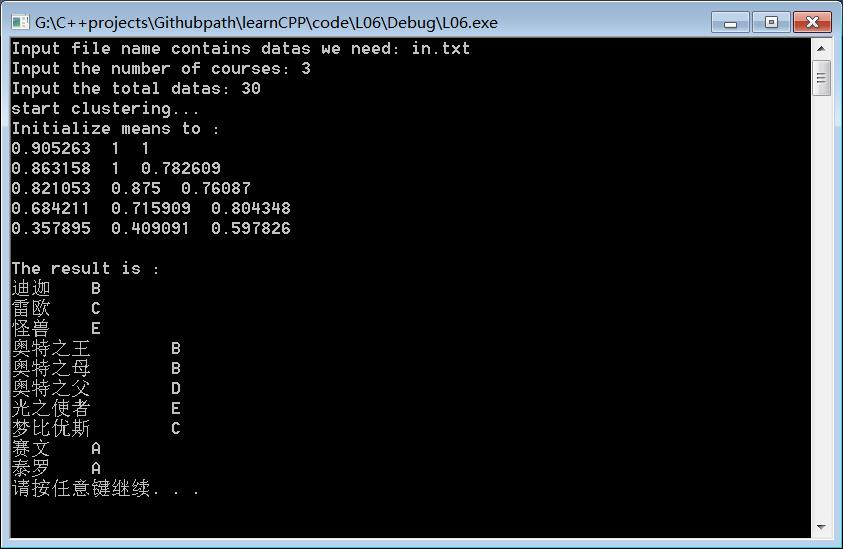 G:\C++projects\Githubpath\learnCPP\code\L06\Debug\L06.exe
Input file name contains datas we need: in.txt
Input the number of courses: 3
Input the total datas: 30
start clustering...
Initialize means to :
0.905263  1  1
0.863158  1  0.782609
0.821053  0.875  0.76087
0.684211  0.715909  0.804348
0.357895  0.409091  0.597826
The result is :
迪迦    B
雷欧    C
怪兽    E
奥特之王        B
奥特之母        B
奥特之父        D
光之使者        E
梦比优斯        C
赛文    A
泰罗    A
请按任意键继续. . .